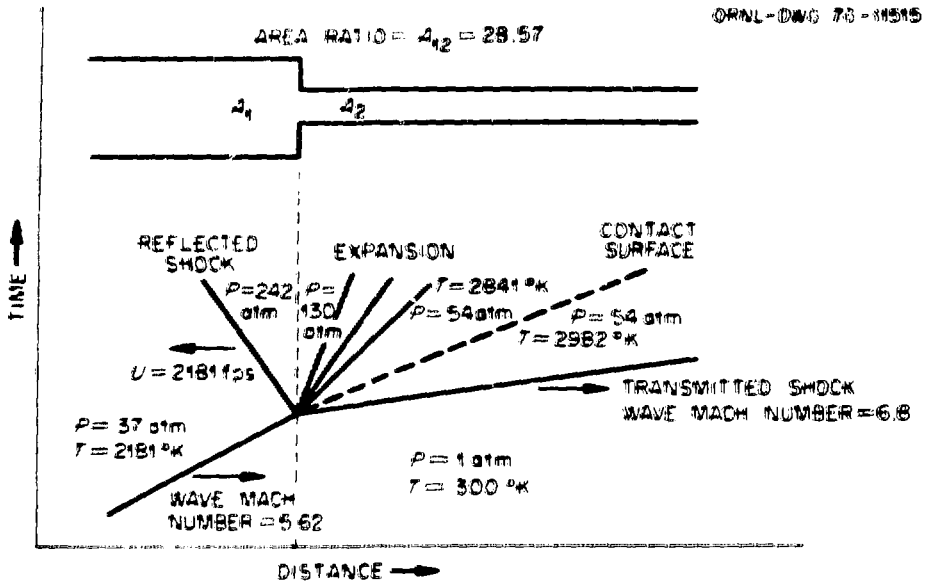 ORNL-DWG 70-11515
AREA RATIO = A12 = 28.57
A1
A2
REFLECTED
SHOCK
EXPANSION
CONTACT
SURFACE
P=242
atm
P=
130
atm
T=2841 °K
P=54 atm
P=54 atm
T=2982 °K
TIME
U=2181 fps
TRANSMITTED SHOCK
WAVE MACH NUMBER=6.8
P=37 atm
T=2181 °K
P=1 atm
T=300 °K
WAVE MACH
NUMBER=5.62
DISTANCE